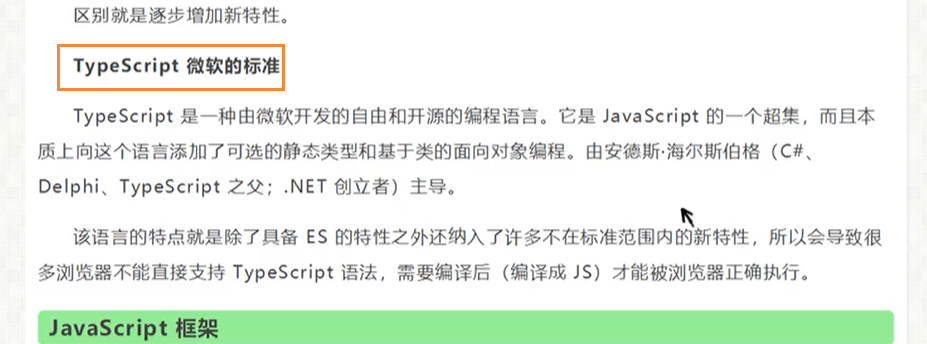 区别就是逐步增加新特性。
TypeScript 微软的标准
TypeScript 是一种由微软开发的自由和开源的编程语言。它是 JavaScript 的一个超集，而且本
质上向这个语言添加了可选的静态类型和基于类的面向对象编程。由安德斯·海尔斯伯格（C#、
Delphi、TypeScript 之父；.NET 创立者）主导。
该语言的特点就是除了具备 ES 的特性之外还纳入了许多不在标准范围内的新特性，所以会导致很
多浏览器不能直接支持 TypeScript 语法，需要编译后（编译成 JS）才能被浏览器正确执行。
JavaScript 框架